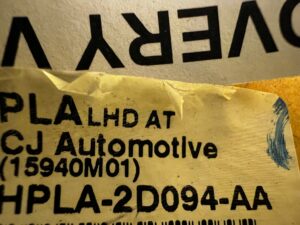 OVERY V
PLA LHD AT
CJ Automotive
(15940M01)
HPLA-2D094-AA